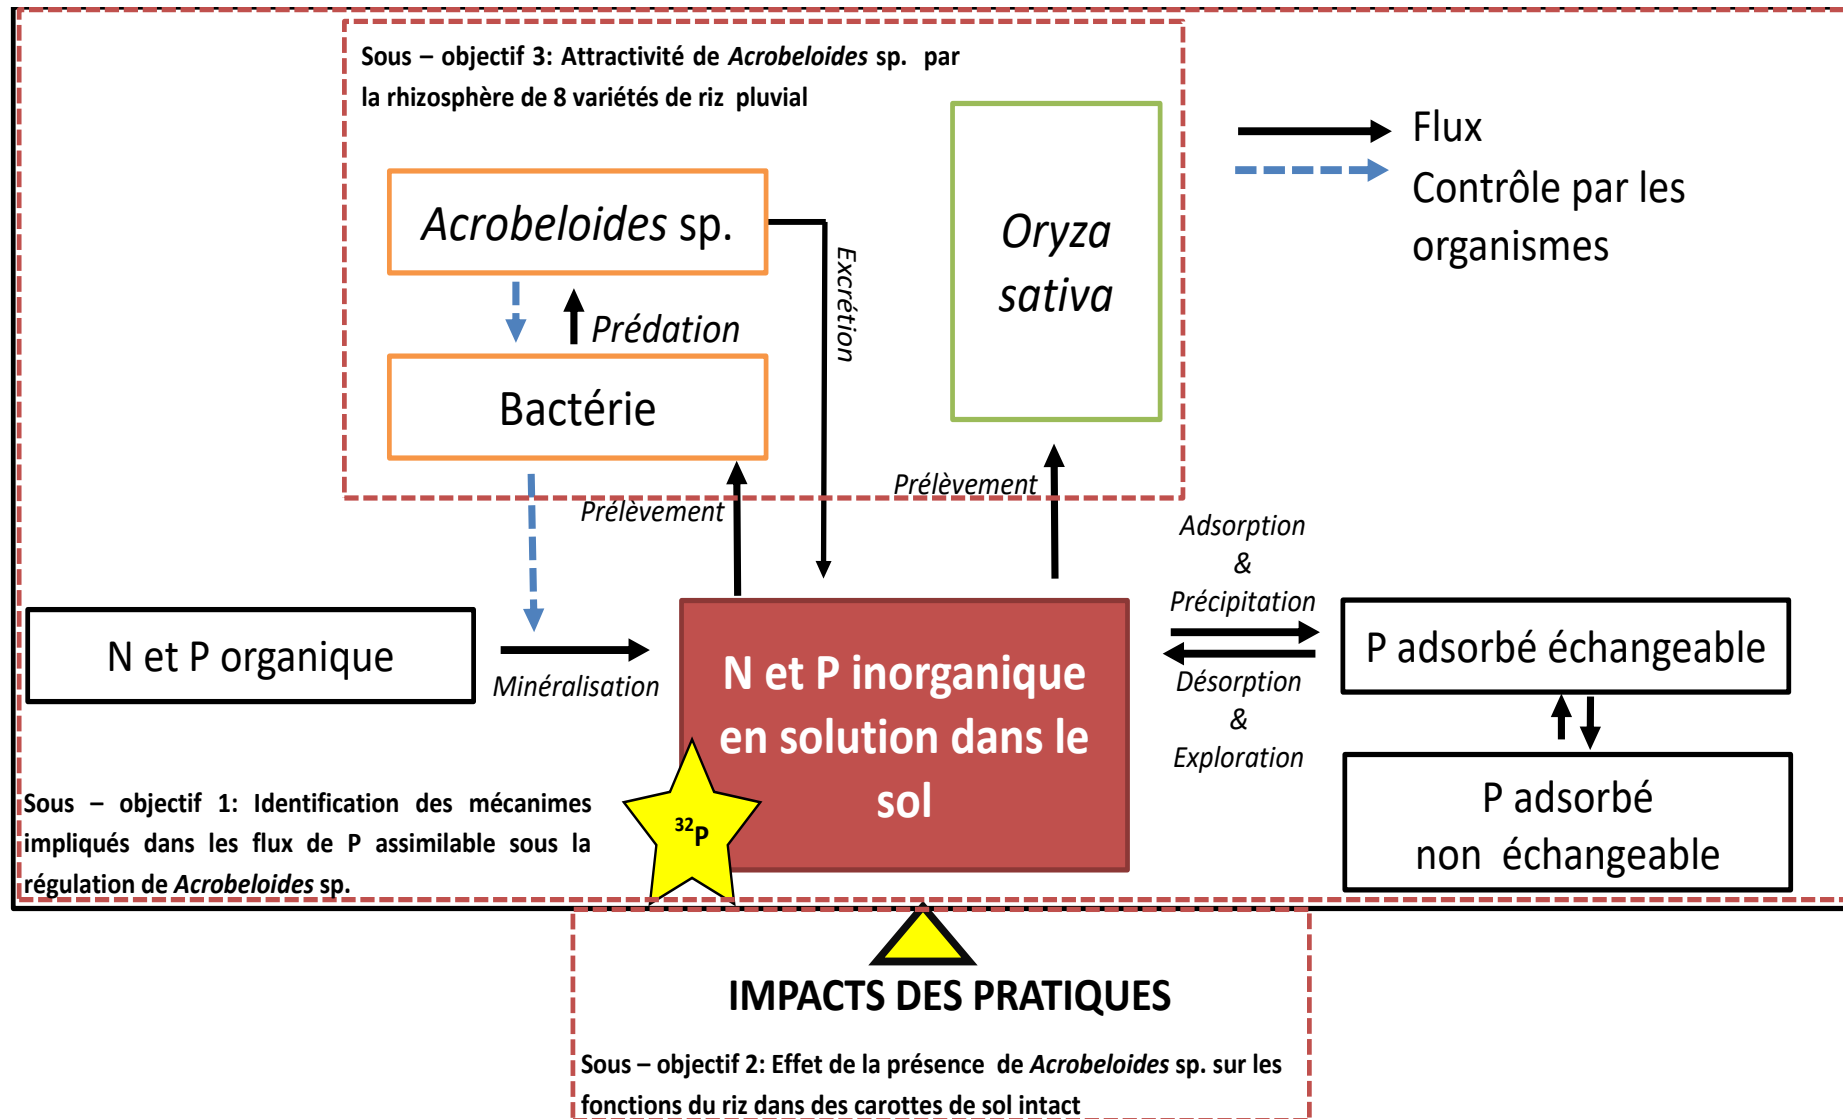 Sous – objectif 3: Attractivité de Acrobeloides sp. par
la rhizosphère de 8 variétés de riz pluvial
Flux
Contrôle par les
organismes
Acrobeloides sp.
Oryza
sativa
Excrétion
Prédation
Bactérie
Prélèvement
Prélèvement
Adsorption
&
Précipitation
N et P organique
Minéralisation
N et P inorganique
en solution dans le
sol
P adsorbé échangeable
Désorption
&
Exploration
P adsorbé
non échangeable
Sous – objectif 1: Identification des mécanimes
impliqués dans les flux de P assimilable sous la
régulation de Acrobeloides sp.
³²P
IMPACTS DES PRATIQUES
Sous – objectif 2: Effet de la présence de Acrobeloides sp. sur les
fonctions du riz dans des carottes de sol intact